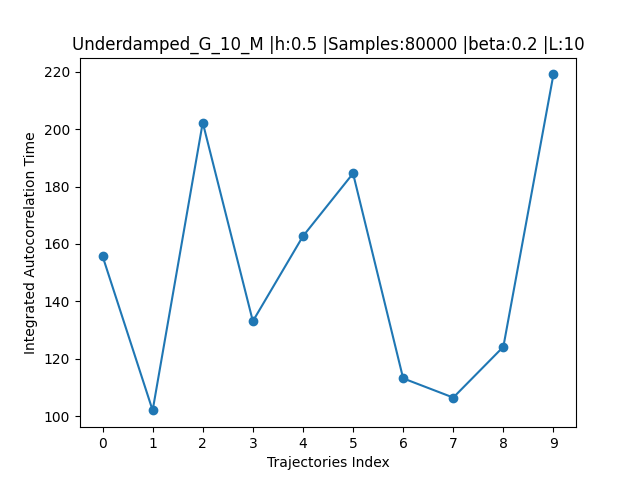 Underdamped_G_10_M |h:0.5 |Samples:80000 |beta:0.2 |L:10
Integrated Autocorrelation Time
220
200
180
160
140
120
100
0 1 2 3 4 5 6 7 8 9
Trajectories Index